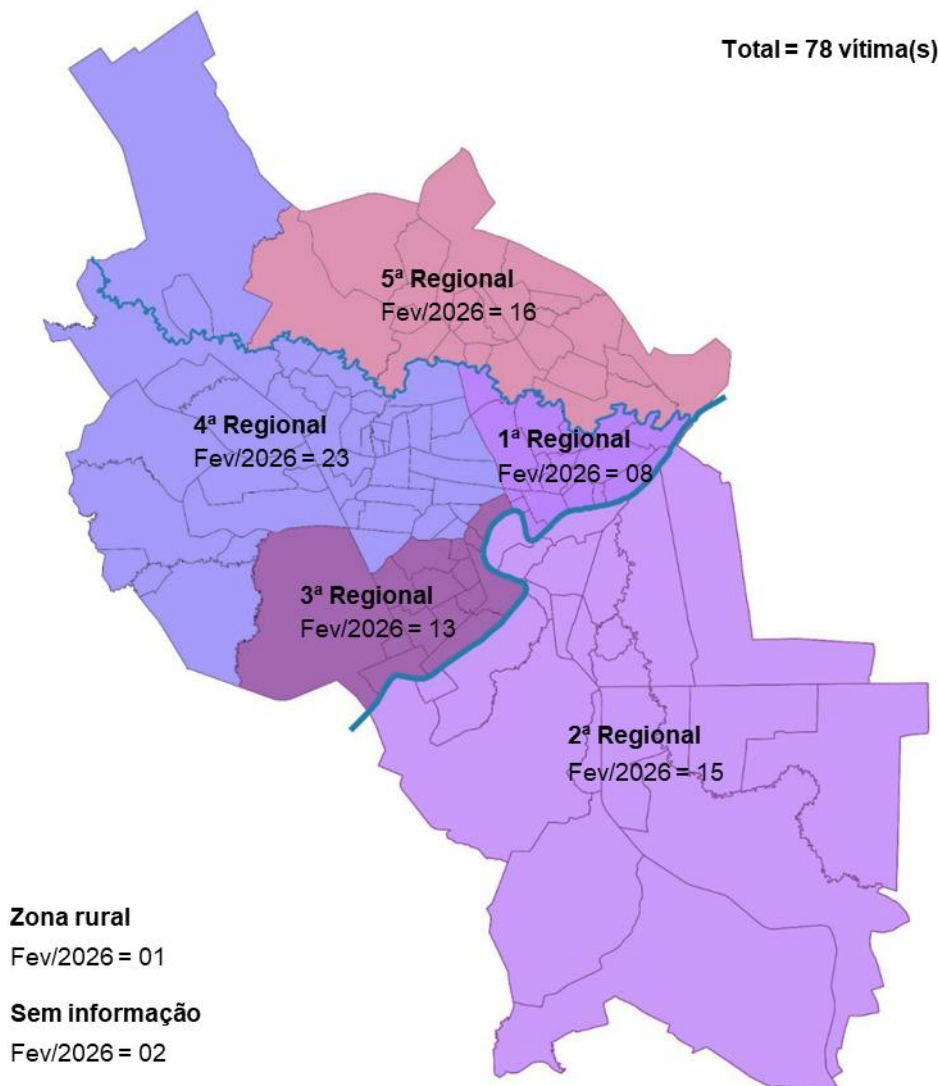 Total = 78 vítima(s)
5ª Regional
Fev/2026 = 16
4ª Regional
Fev/2026 = 23
1ª Regional
Fev/2026 = 08
3ª Regional
Fev/2026 = 13
2ª Regional
Fev/2026 = 15
Zona rural
Fev/2026 = 01
Sem informação
Fev/2026 = 02